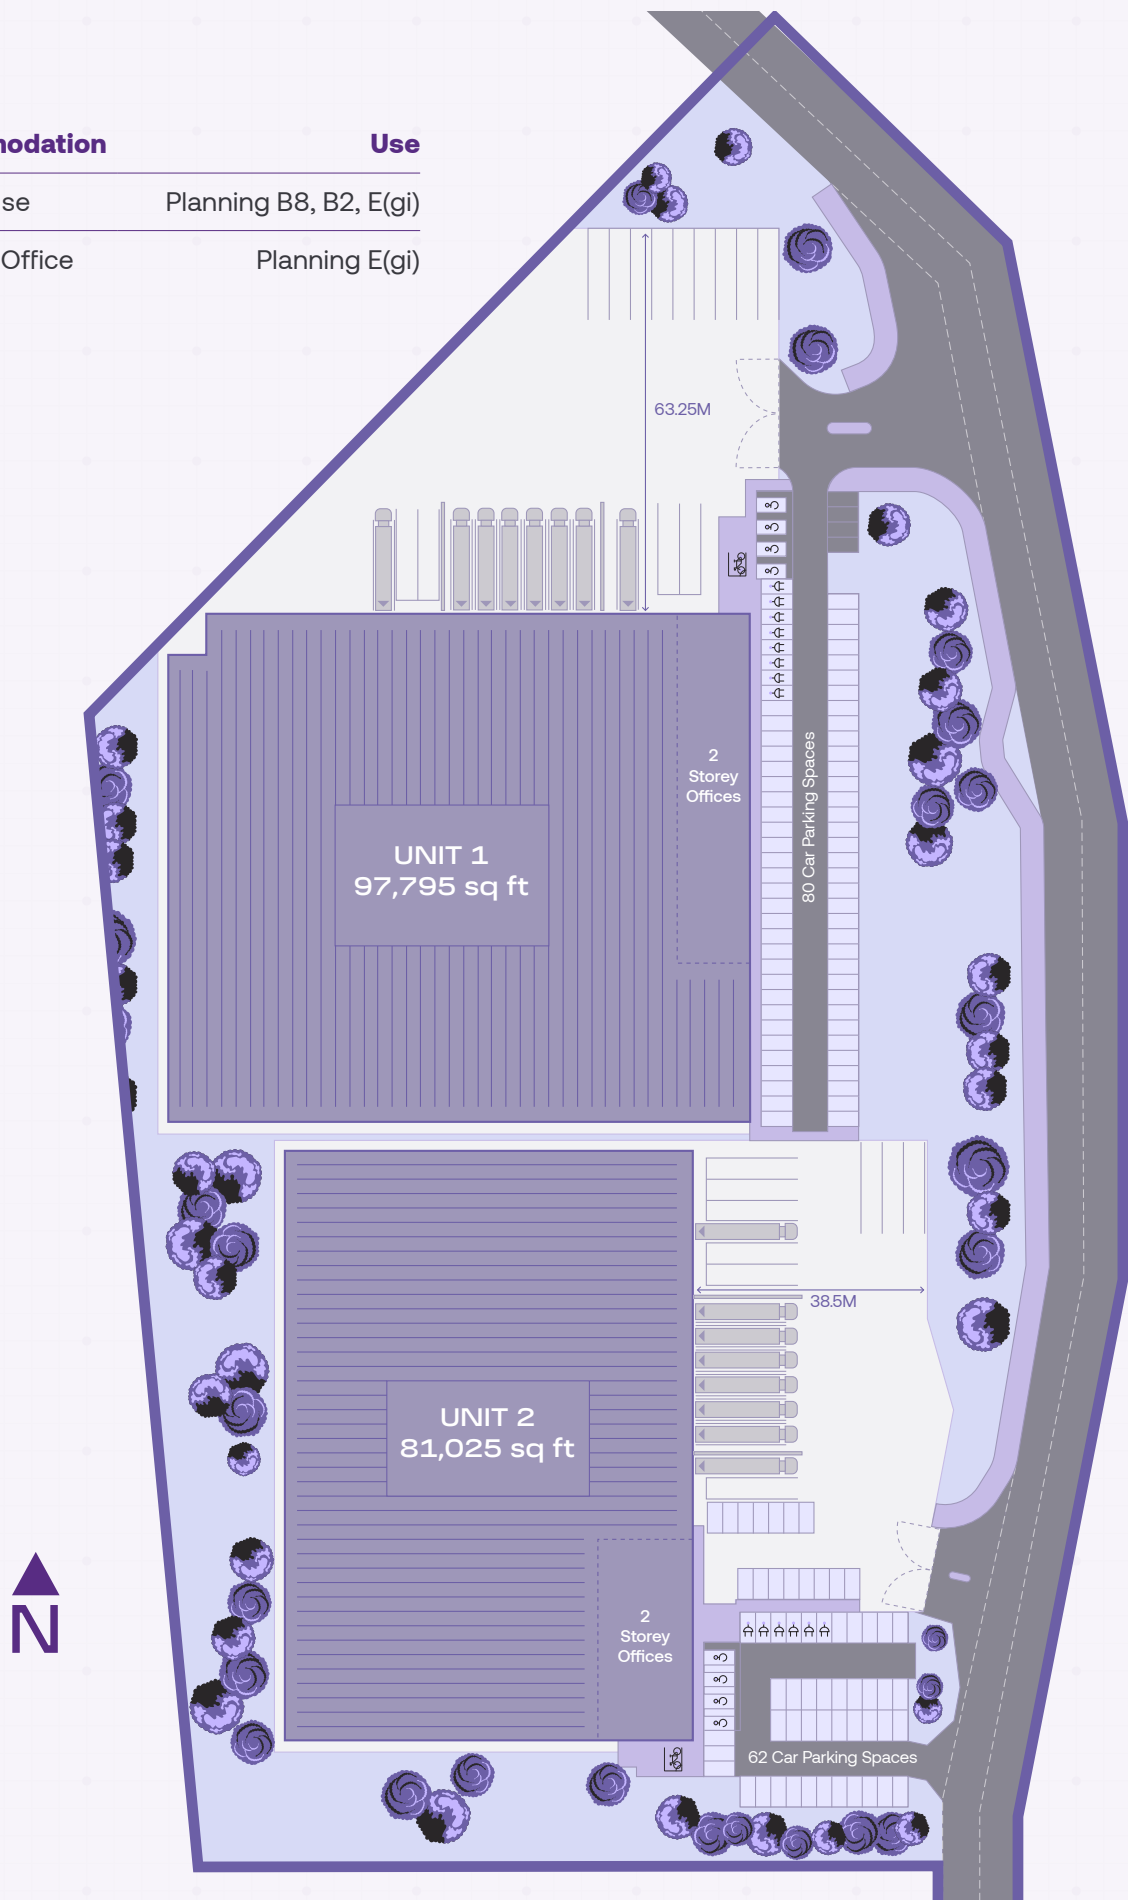 nodation Use
se Planning B8, B2, E(gi)
Office Planning E(gi)
63.25M
2
Storey
Offices
80 Car Parking Spaces
UNIT 1
97,795 sq ft
38.5M
UNIT 2
81,025 sq ft
2
Storey
Offices
N
62 Car Parking Spaces